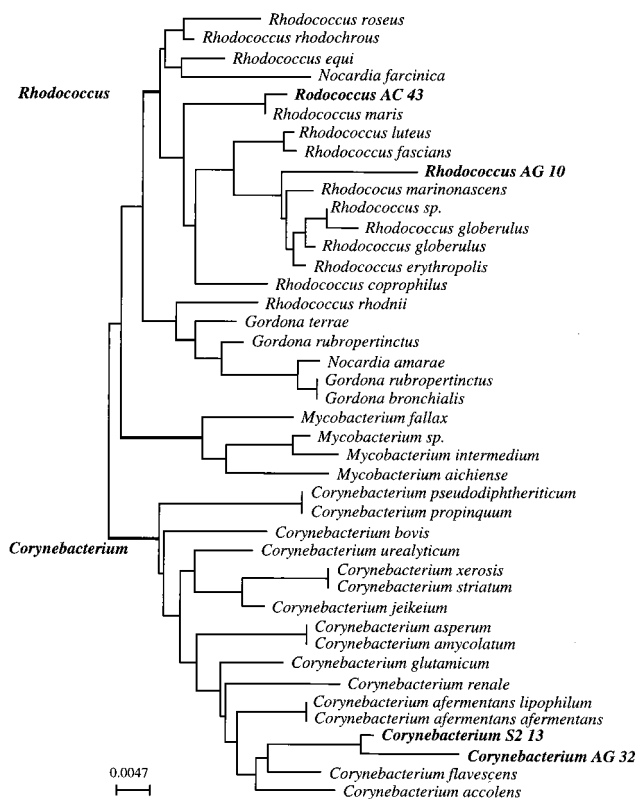 Rhodococcus roseus
Rhodococcus rhodochrous
Rhodococcus equi
Nocardia farcinica
Rhodococcus
Rodococcus AC 43
Rhodococcus maris
Rhodococcus luteus
Rhodococcus fascians
Rhodococcus AG 10
Rhodococus marinonascens
Rhodococcus sp.
Rhodococcus globerulus
Rhodococcus globerulus
Rhodococcus erythropolis
Rhodococcus coprophilus
Rhodococcus rhodnii
Gordona terrae
Gordona rubropertinctus
Nocardia amarae
Gordona rubropertinctus
Gordona bronchialis
Mycobacterium fallax
Mycobacterium sp.
Mycobacterium intermedium
Mycobacterium aichiense
Corynebacterium pseudodiphtheriticum
Corynebacterium propinquum
Corynebacterium bovis
Corynebacterium
Corynebacterium urealyticum
Corynebacterium xerosis
Corynebacterium striatum
Corynebacterium jeikeium
Corynebacterium asperum
Corynebacterium amycolatum
Corynebacterium glutamicum
Corynebacterium renale
Corynebacterium afermentans lipophilum
Corynebacterium afermentans afermentans
Corynebacterium S2 13
Corynebacterium AG 32
Corynebacterium flavescens
Corynebacterium accolens
0.0047